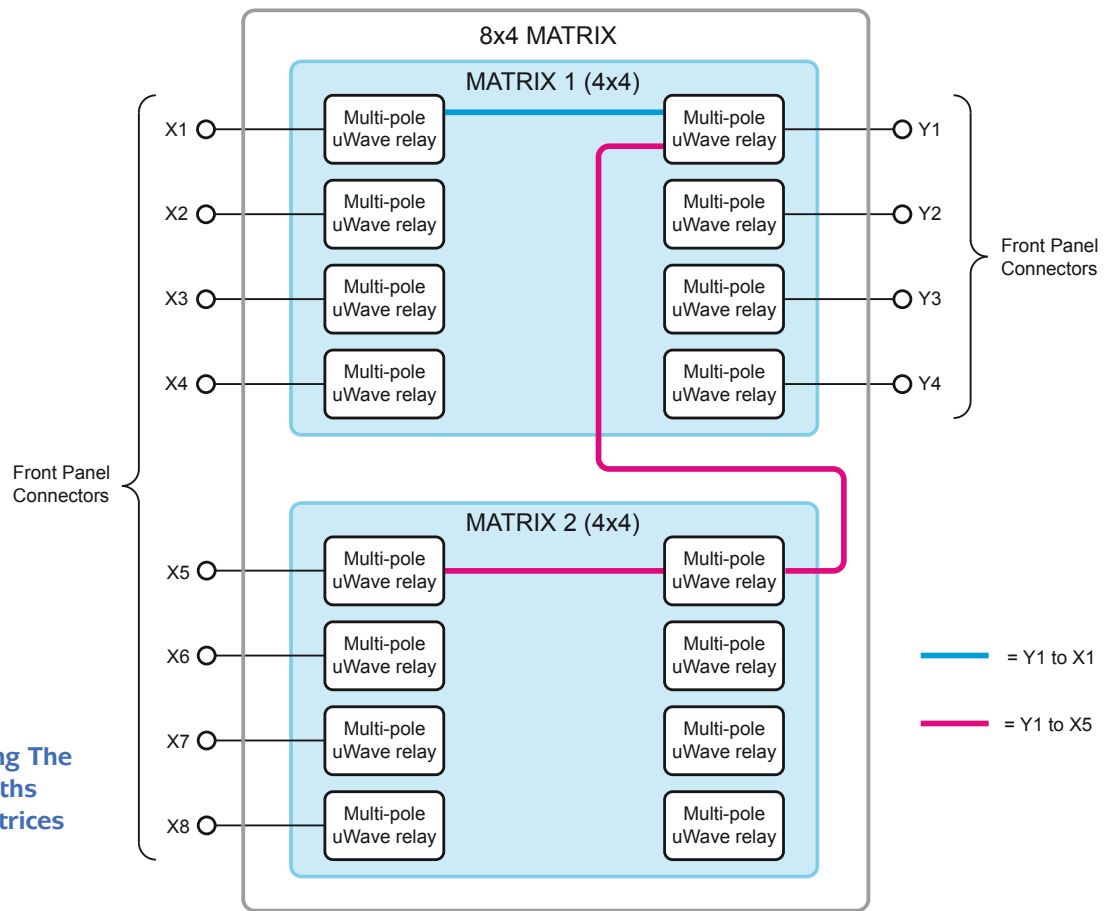 8x4 MATRIX
MATRIX 1 (4x4)
X1
Multi-pole
uWave relay
Multi-pole
uWave relay
Y1
X2
Multi-pole
uWave relay
Multi-pole
uWave relay
Y2
X3
Multi-pole
uWave relay
Multi-pole
uWave relay
Y3
X4
Multi-pole
uWave relay
Multi-pole
uWave relay
Y4
Front Panel
Connectors
Front Panel
Connectors
MATRIX 2 (4x4)
X5
Multi-pole
uWave relay
Multi-pole
uWave relay
X6
Multi-pole
uWave relay
Multi-pole
uWave relay
X7
Multi-pole
uWave relay
Multi-pole
uWave relay
X8
Multi-pole
uWave relay
Multi-pole
uWave relay
= Y1 to X1
= Y1 to X5
The